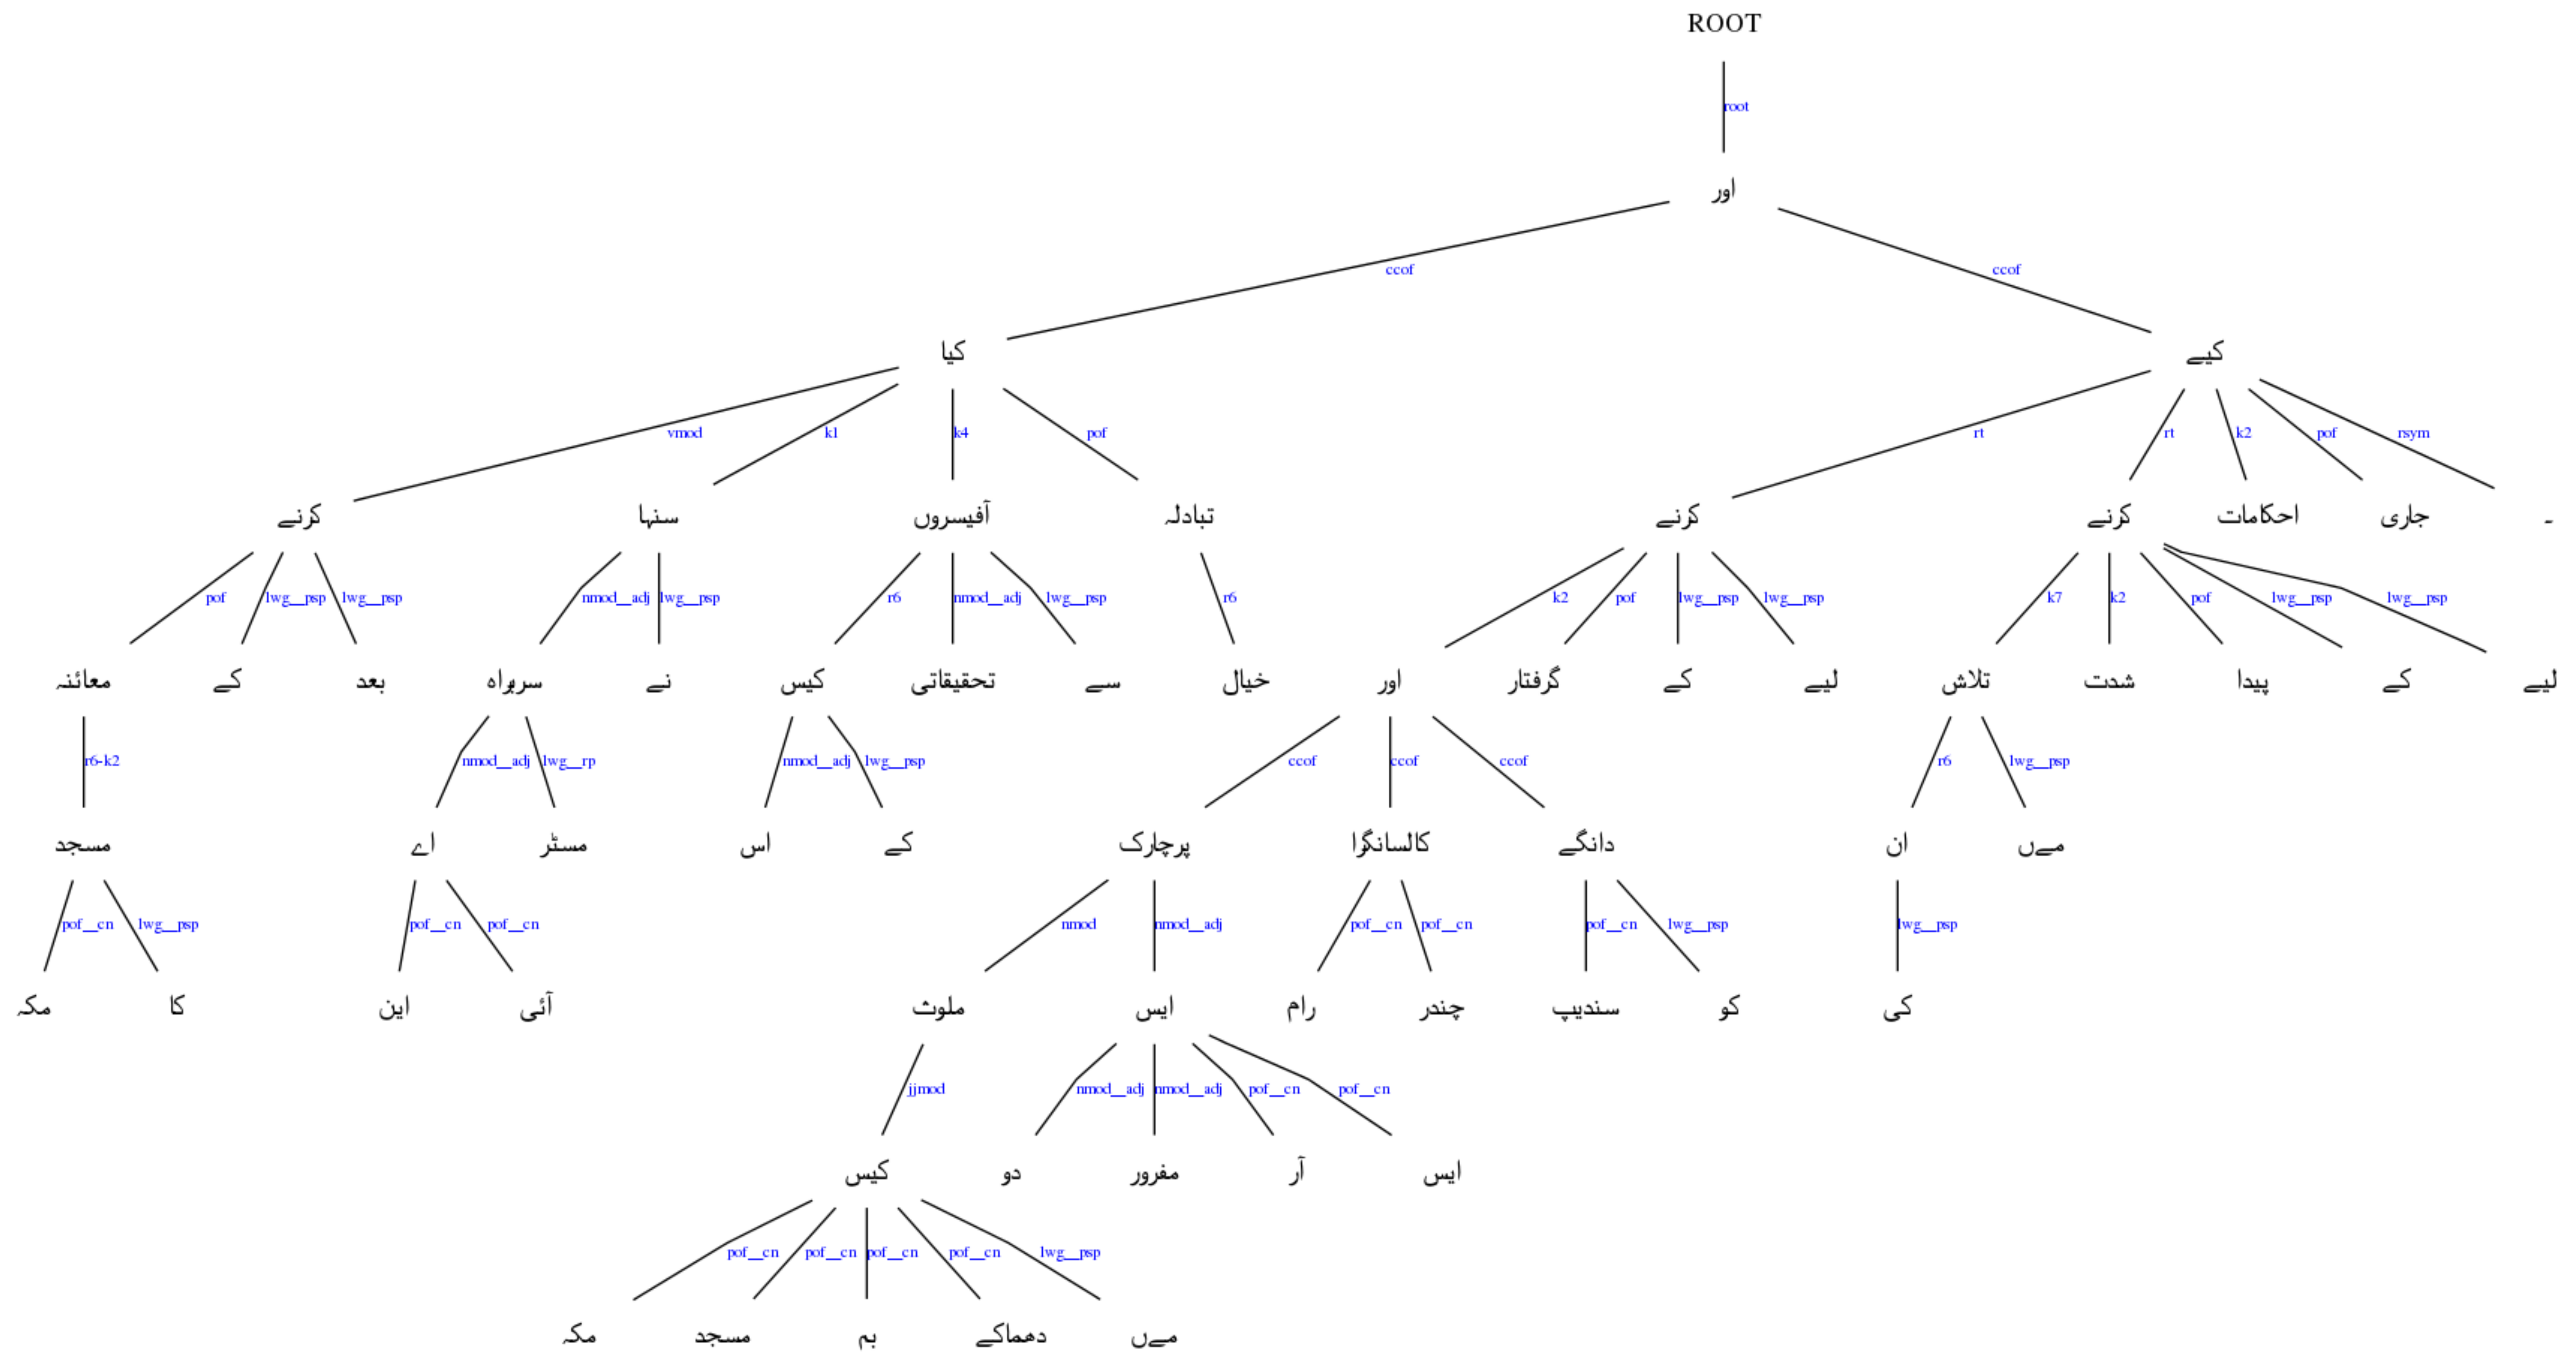 ROOT
root
اور
ccof ccof
کیا کیے
vmod k1 k4 pof rt rt k2 pof rsym
کرنے سنہا آفیسروں تبادلہ کرنے کرنے احکامات جاری ۔
pof lwg__psp lwg__psp nmod__adj lwg__psp r6 nmod__adj lwg__psp r6 k2 pof lwg__psp lwg__psp k7 k2 pof lwg__psp lwg__psp
معائنہ کے بعد سربراہ نے کیس تحقیقاتی سے خیال اور گرفتار کے لیے تلاش شدت پیدا کے لیے
r6-k2 nmod__adj lwg__rp nmod__adj lwg__psp ccof ccof ccof r6 lwg__psp
مسجد اے مسٹر اس کے پرچارک کالسانگرا دانگے ان مےں
pof__cn lwg__psp pof__cn pof__cn nmod nmod__adj pof__cn pof__cn pof__cn lwg__psp lwg__psp
مکہ کا این آئی ملوث ایس رام چندر سندیپ کو کی
jjmod nmod__adj nmod__adj pof__cn pof__cn
کیس دو مفرور آر ایس
pof__cn pof__cn pof__cn pof__cn lwg__psp
مکہ مسجد بم دھماکے مےں